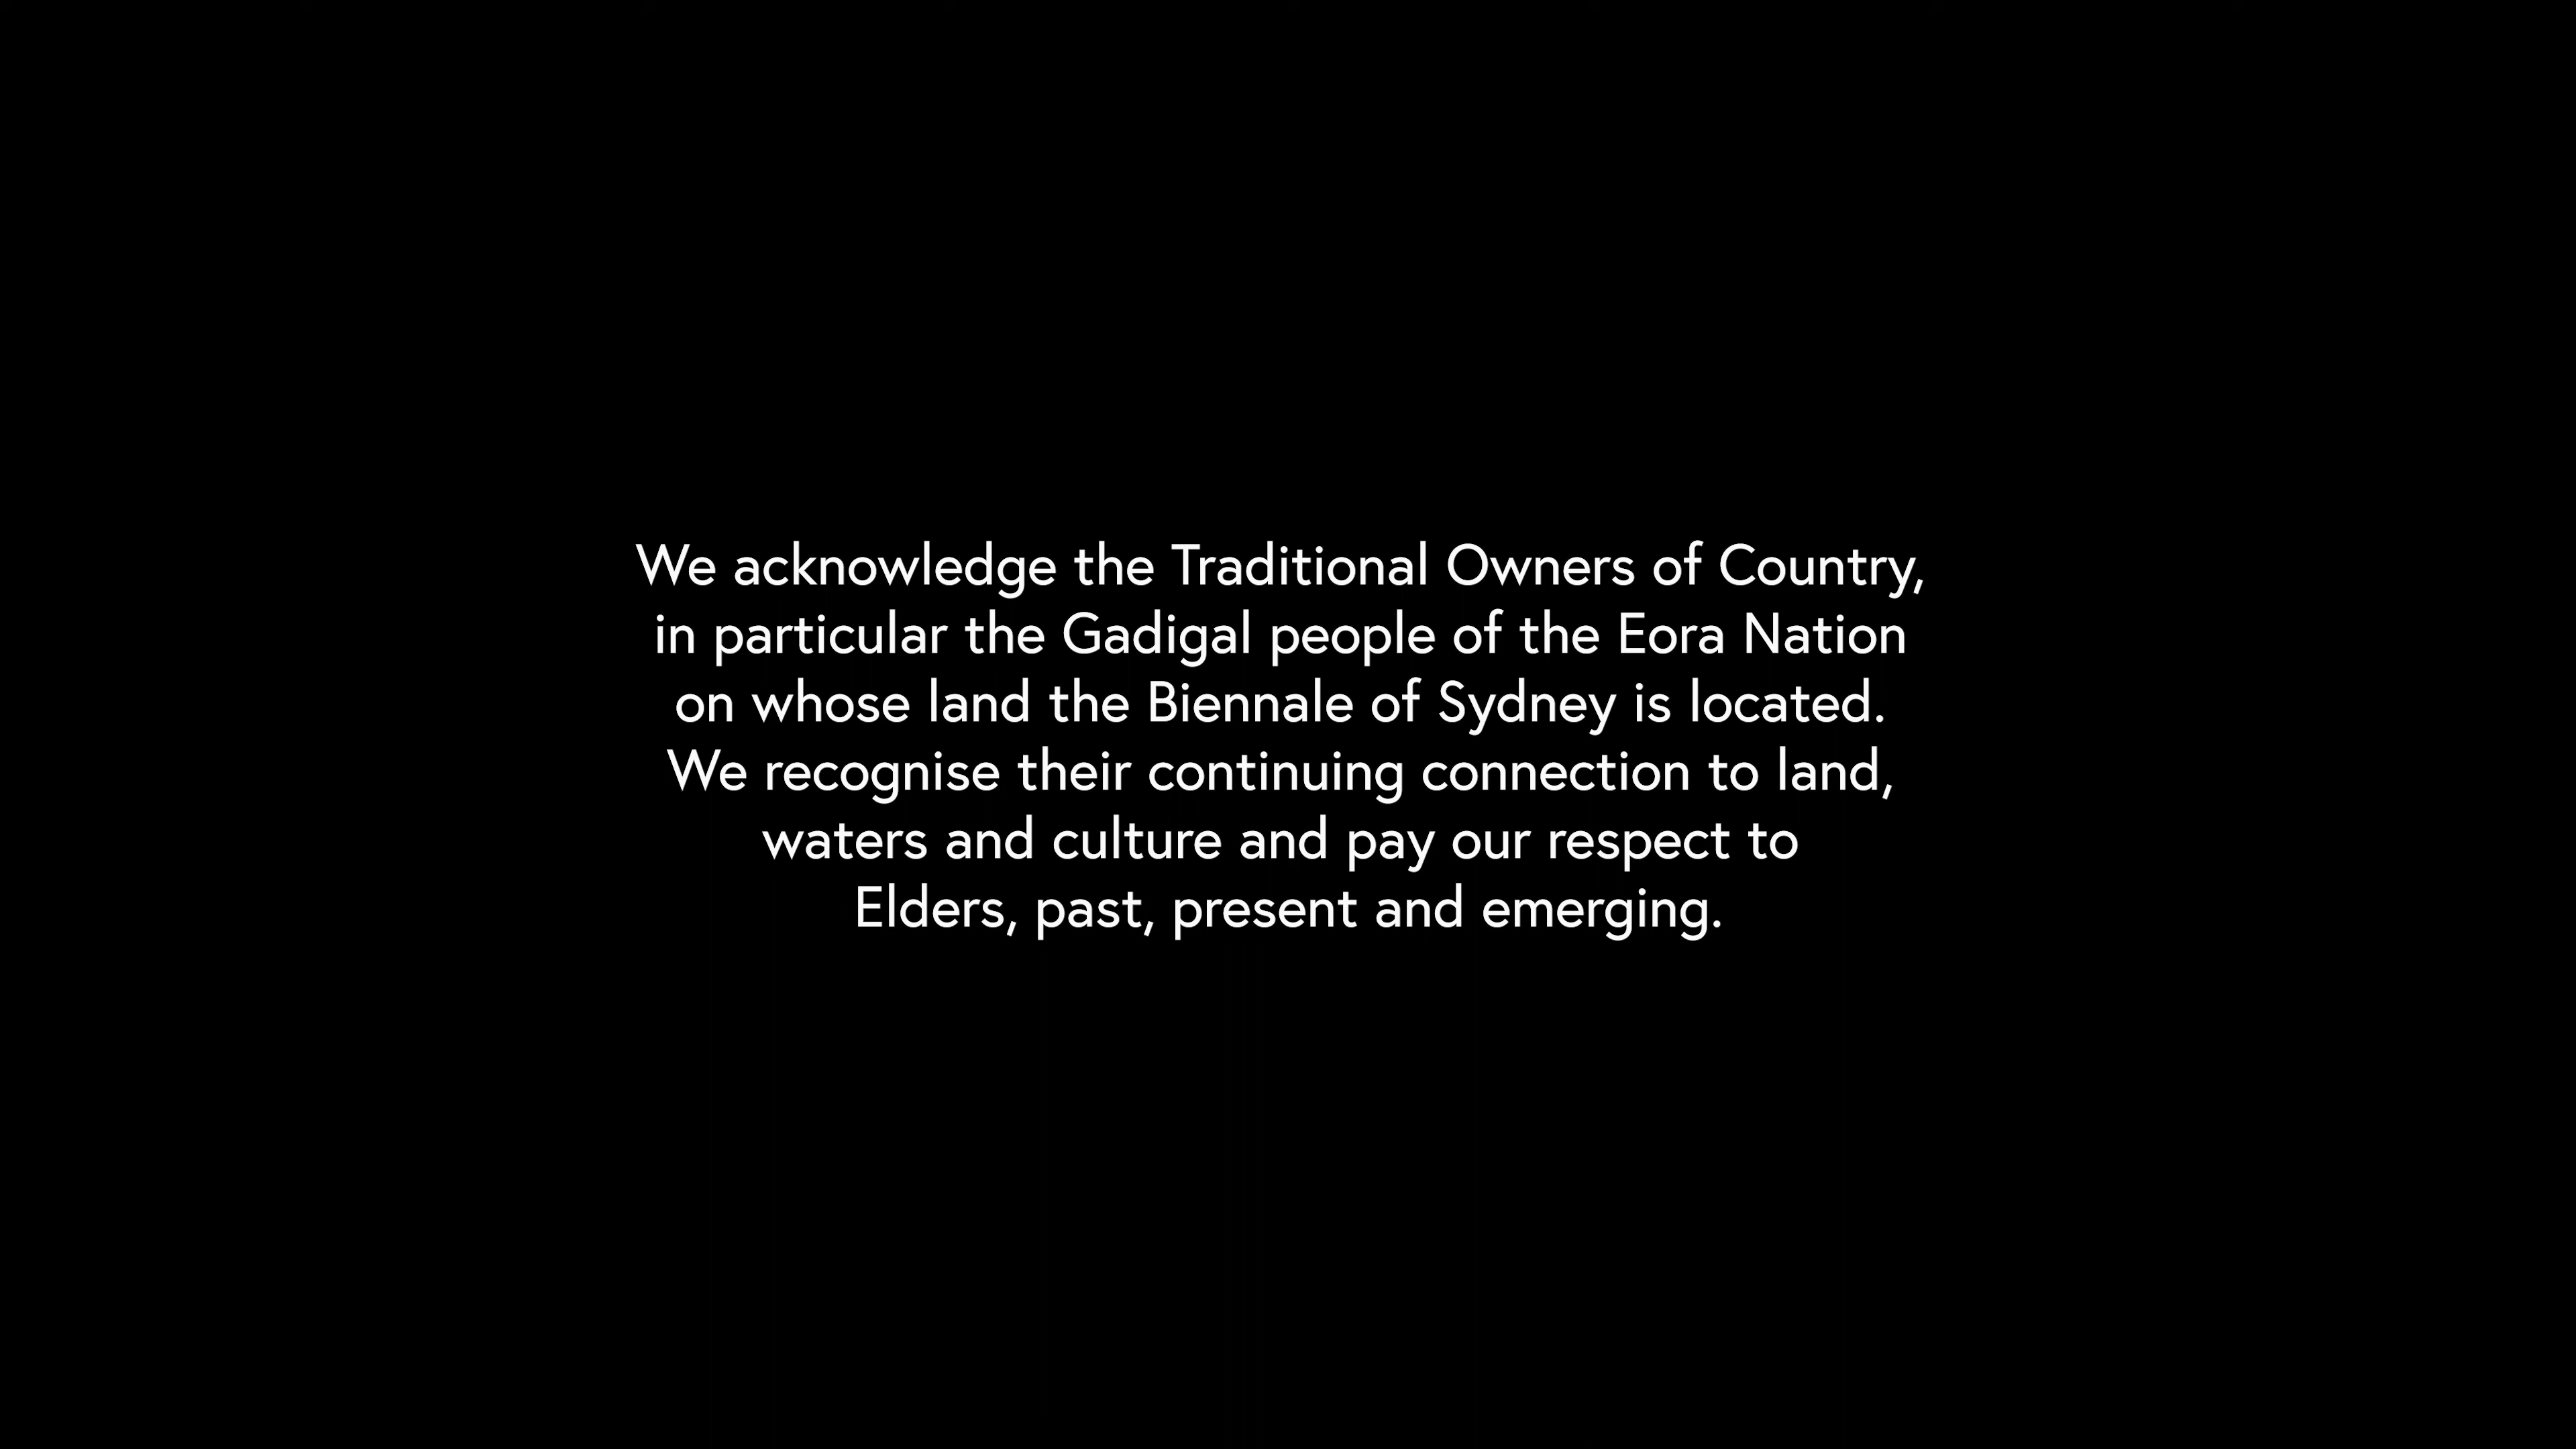 We acknowledge the Traditional Owners of Country,
in particular the Gadigal people of the Eora Nation
on whose land the Biennale of Sydney is located.
We recognise their continuing connection to land,
waters and culture and pay our respect to
Elders, past, present and emerging.